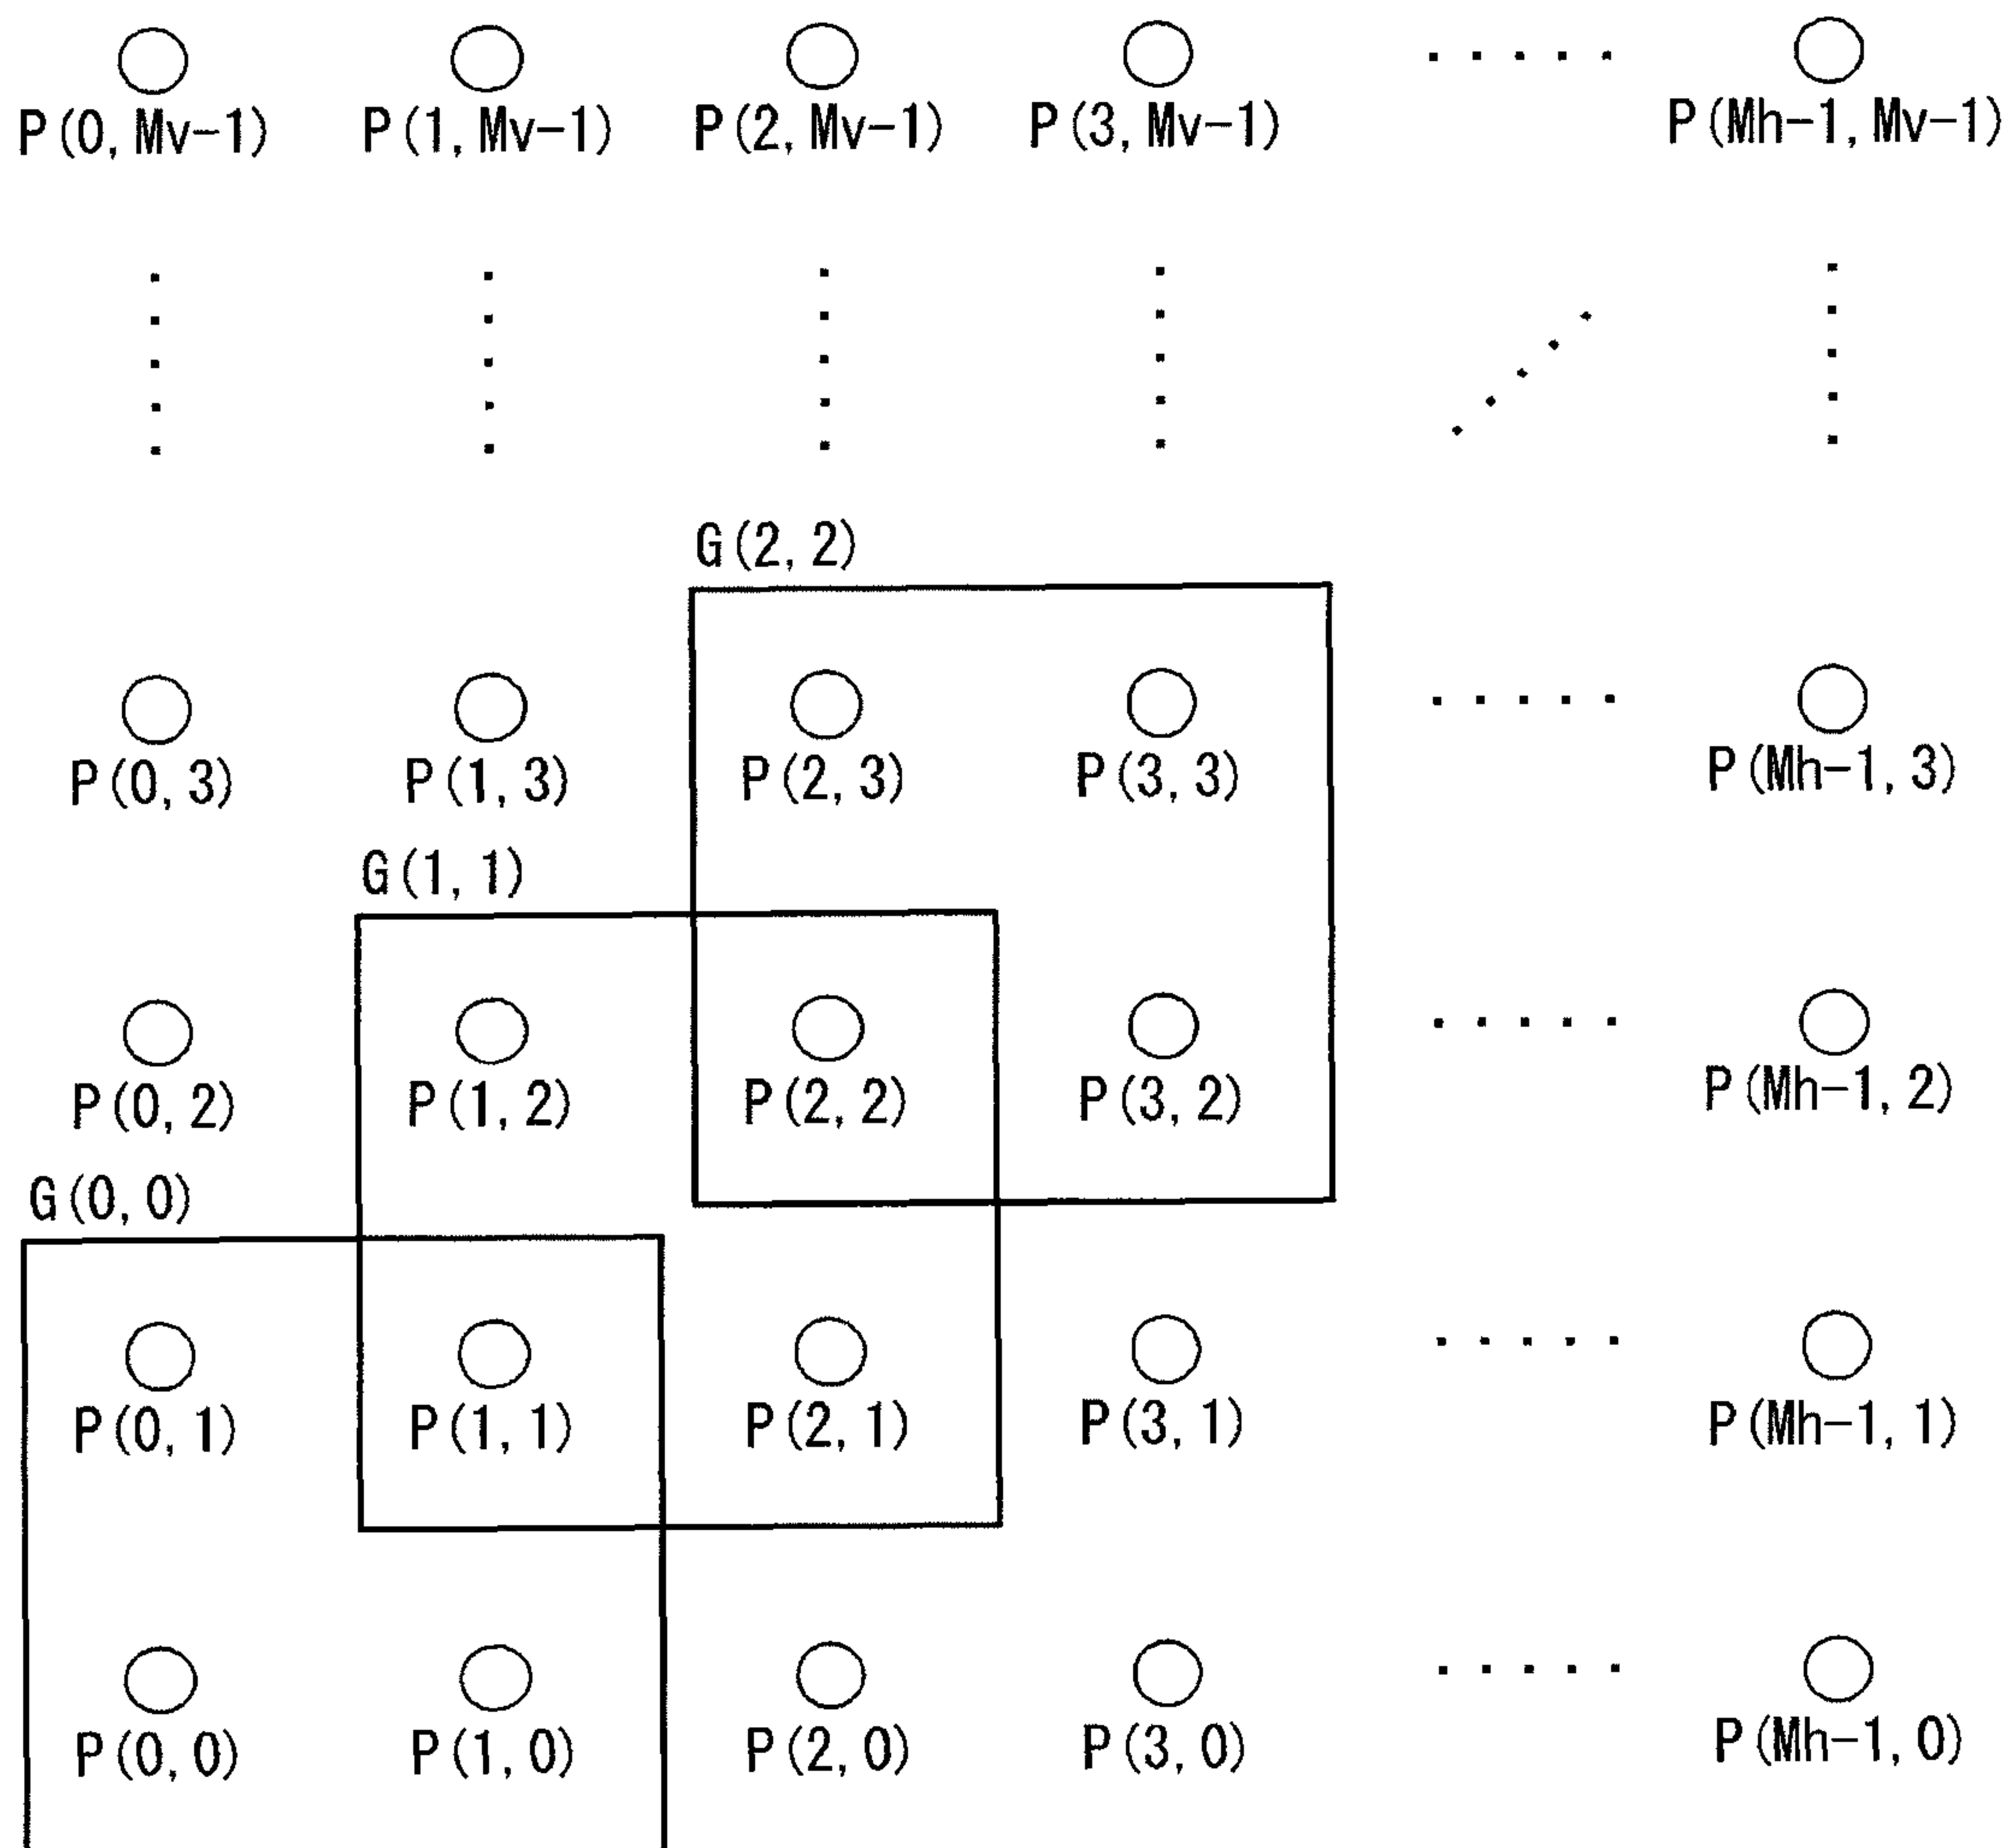 P(0,Mv-1) P(1,Mv-1) P(2,Mv-1) P(3,Mv-1) P(Mh-1,Mv-1)
G(2,2)
P(0,3) P(1,3) P(2,3) P(3,3) P(Mh-1,3)
G(1,1)
P(0,2) P(1,2) P(2,2) P(3,2) P(Mh-1,2)
G(0,0)
P(0,1) P(1,1) P(2,1) P(3,1) P(Mh-1,1)
P(0,0) P(1,0) P(2,0) P(3,0) P(Mh-1,0)